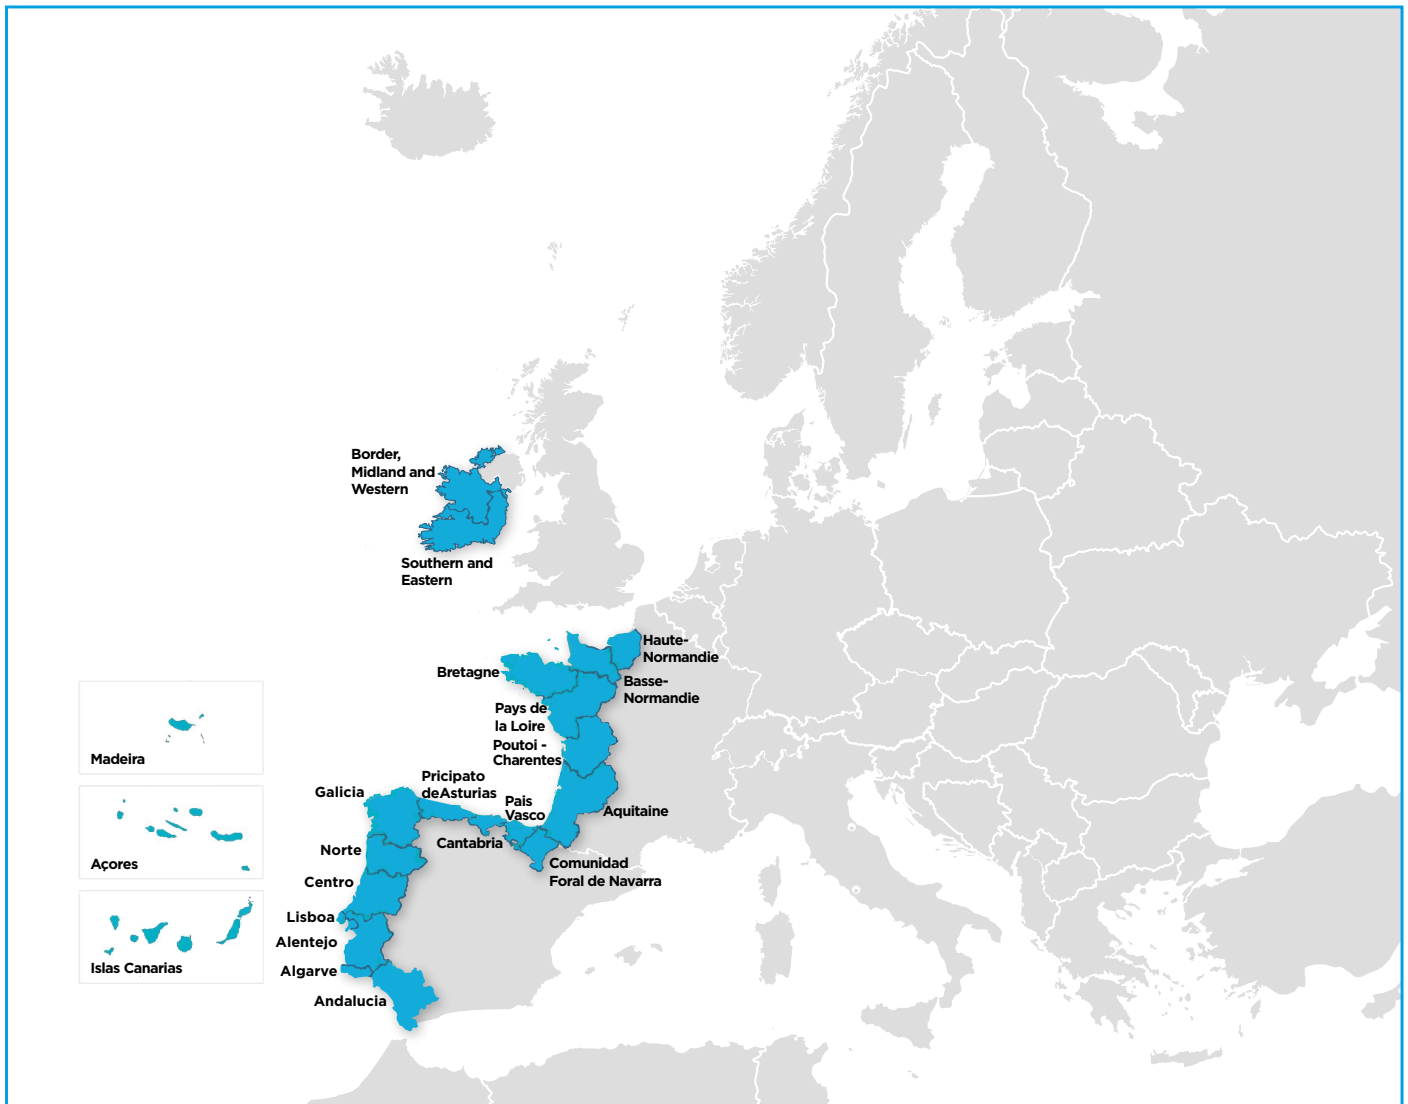 Border,
Midland and
Western
Southern and
Eastern
Haute-
Normandie
Bretagne
Basse-
Normandie
Pays de
la Loire
Poutoi -
Charentes
Madeira
Pricipato
deAsturias
Galicia
Pais
Vasco
Aquitaine
Cantabria
Norte
Açores
Comunidad
Foral de Navarra
Centro
Lisboa
Alentejo
Islas Canarias
Algarve
Andalucia